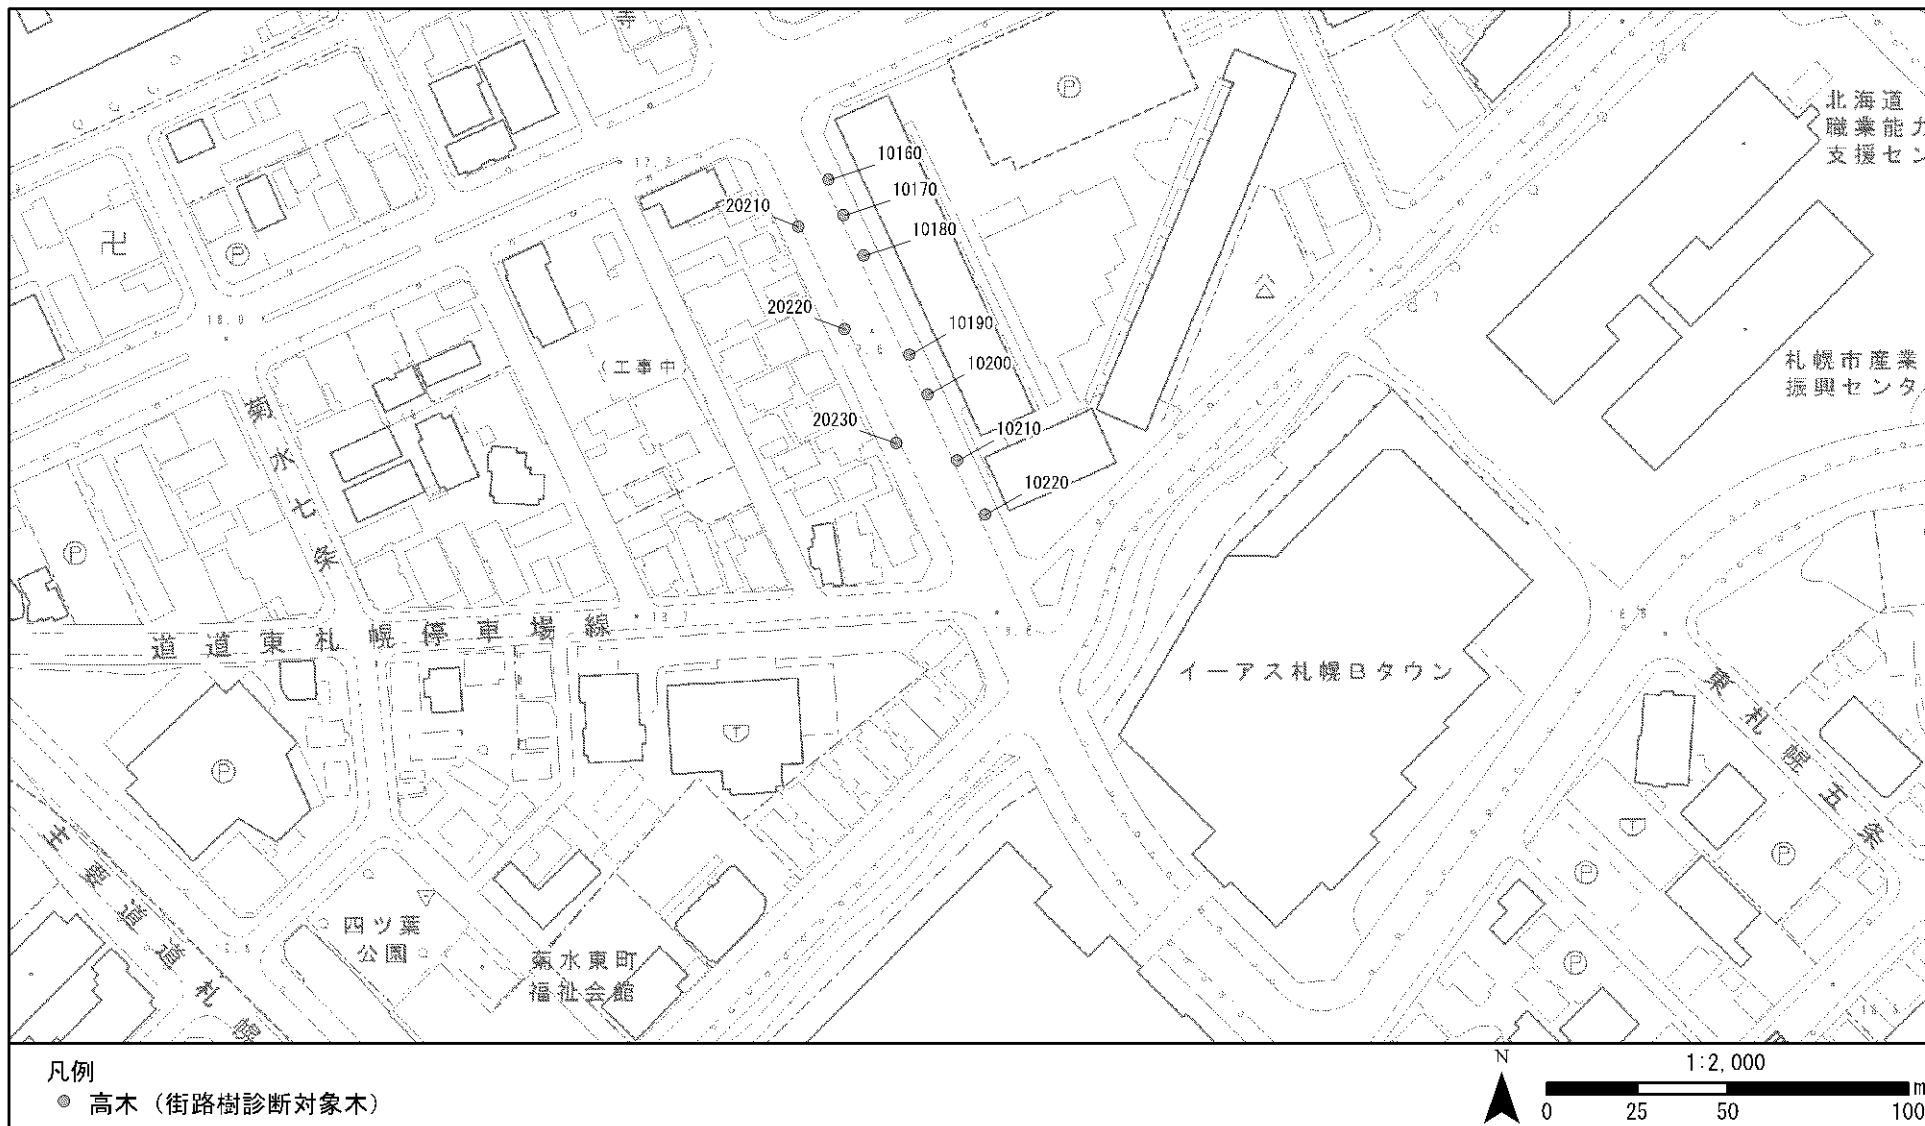 寺
北海道
職業能力
支援セン
10160
10170
10180
20210
20220
10190
10200
20230
10210
10220
(工事中)
札幌市産業
振興センタ
菊水七条
18.0
道道東札幌停車場線
イーアス札幌Bタウン
東札幌五条
主要道道札幌
四ツ葉
公園
菊水東町
福祉会館
凡例
高木（街路樹診断対象木）
N
1:2,000
m
0 25 50 100